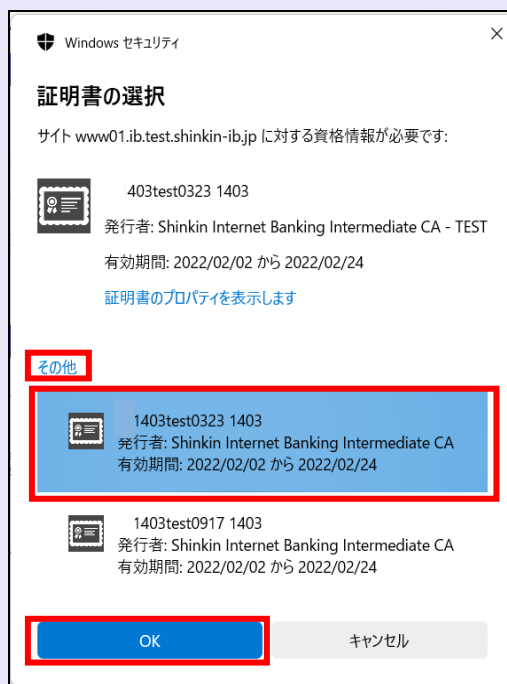 Windows セキュリティ
証明書の選択
サイト www01.ib.test.shinkin-ib.jp に対する資格情報が必要です:
403test0323 1403
発行者: Shinkin Internet Banking Intermediate CA - TEST
有効期間: 2022/02/02 から 2022/02/24
証明書のプロパティを表示します
その他
1403test0323 1403
発行者: Shinkin Internet Banking Intermediate CA
有効期間: 2022/02/02 から 2022/02/24
1403test0917 1403
発行者: Shinkin Internet Banking Intermediate CA
有効期間: 2022/02/02 から 2022/02/24
OK
キャンセル